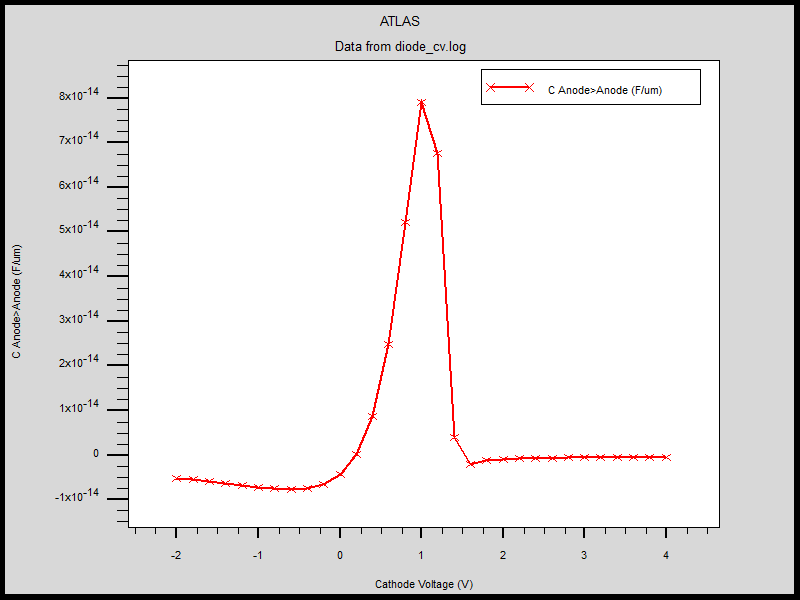 ATLAS
Data from diode_cv.log
C Anode>Anode (F/um)
8x10-14
7x10-14
6x10-14
5x10-14
4x10-14
3x10-14
2x10-14
1x10-14
0
-1x10-14
C Anode>Anode (F/um)
-2 -1 0 1 2 3 4
Cathode Voltage (V)